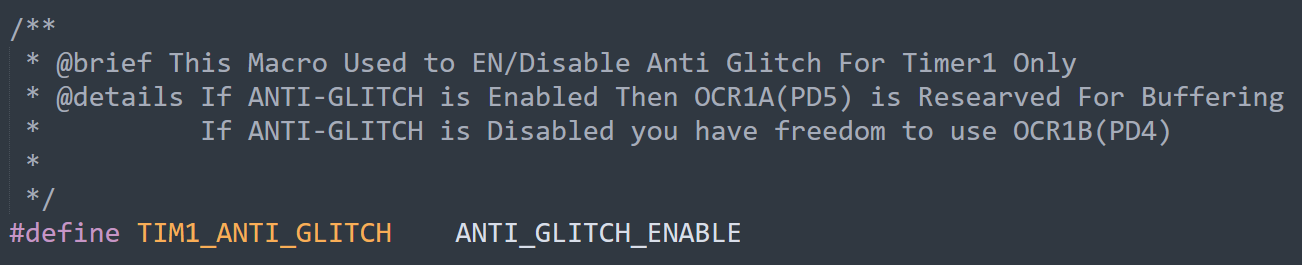 /**
 * @brief This Macro Used to EN/Disable Anti Glitch For Timer1 Only
 * @details If ANTI-GLITCH is Enabled Then OCR1A(PD5) is Researved For Buffering
 *          If ANTI-GLITCH is Disabled you have freedom to use OCR1B(PD4)
 *
 */
#define TIM1_ANTI_GLITCH    ANTI_GLITCH_ENABLE